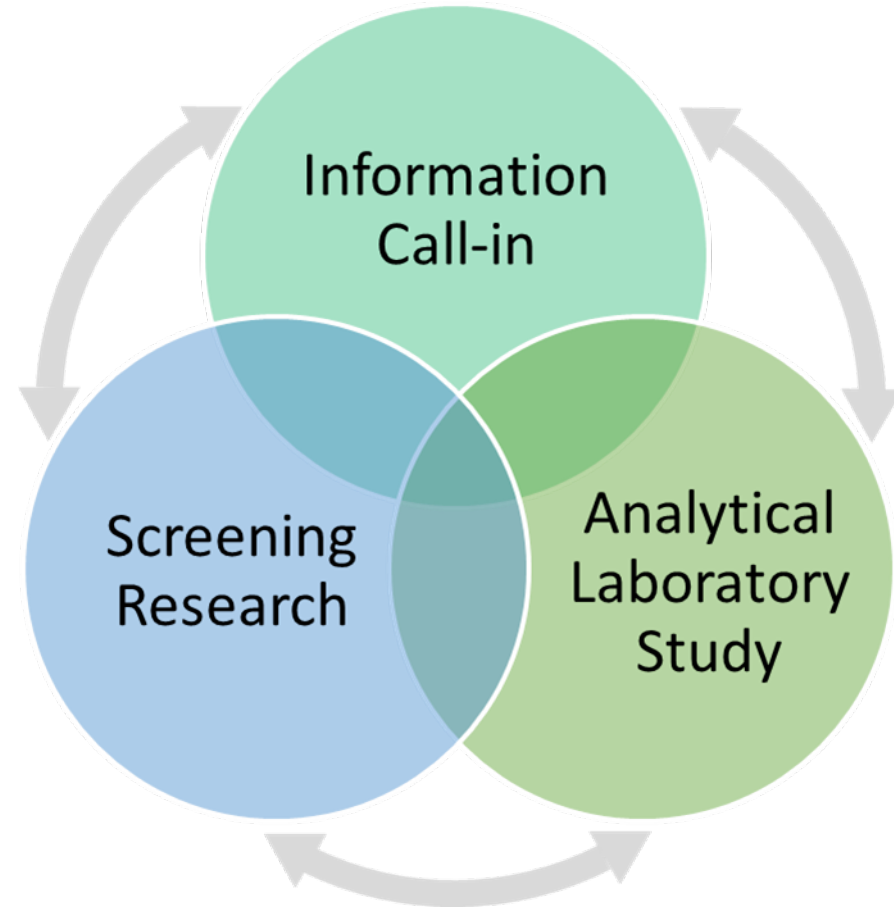 Information
Call-in
Screening
Research
Analytical
Laboratory
Study